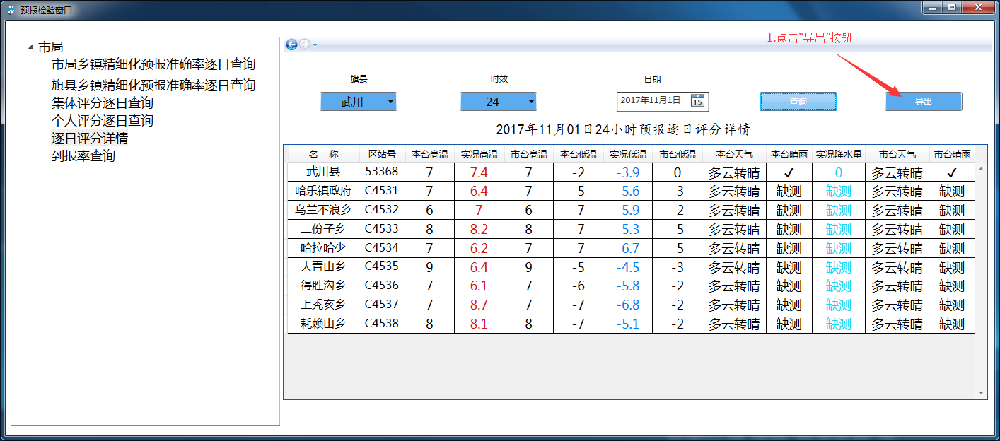 预报检验窗口
市局
市局乡镇精细化预报准确率逐日查询
旗县乡镇精细化预报准确率逐日查询
集体评分逐日查询
个人评分逐日查询
逐日评分详情
到报率查询
1.点击“导出”按钮
旗县 时效 日期
武川 24 2017年11月1日 15 查询 导出
2017年11月01日24小时预报逐日评分详情
名 称 区站号 本台高温 实况高温 市台高温 本台低温 实况低温 市台低温 本台天气 本台晴雨 实况降水量 市台天气 市台晴雨
武川县 53368 7 7.4 7 -2 -3.9 0 多云转晴 ✓ 0 多云转晴 ✓
哈乐镇政府 C4531 7 6.4 7 -5 -5.6 -3 多云转晴 缺测 缺测 多云转晴 缺测
乌兰不浪乡 C4532 6 7 6 -7 -5.9 -2 多云转晴 缺测 缺测 多云转晴 缺测
二份子乡 C4533 8 8.2 8 -7 -5.3 -5 多云转晴 缺测 缺测 多云转晴 缺测
哈拉哈少 C4534 7 6.2 7 -7 -6.7 -5 多云转晴 缺测 缺测 多云转晴 缺测
大青山乡 C4535 9 6.4 9 -5 -4.5 -3 多云转晴 缺测 缺测 多云转晴 缺测
得胜沟乡 C4536 7 6.1 7 -6 -5.8 -2 多云转晴 缺测 缺测 多云转晴 缺测
上秃亥乡 C4537 7 8.7 7 -7 -6.8 -2 多云转晴 缺测 缺测 多云转晴 缺测
耗赖山乡 C4538 8 8.1 8 -7 -5.1 -2 多云转晴 缺测 缺测 多云转晴 缺测